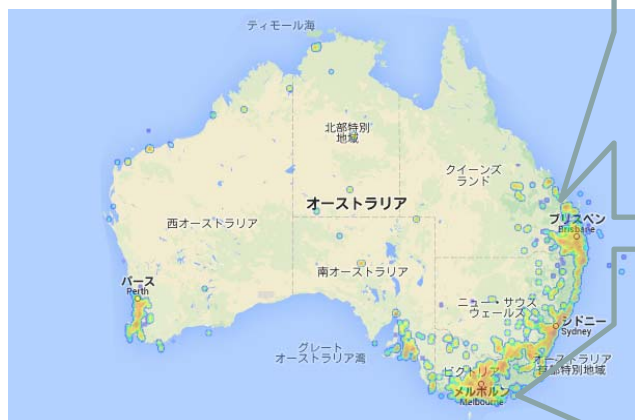 ティモール海
北部特別
地域
クイーンズ
ランド
オーストラリア
西オーストラリア
ブリスベン
Brisbane
南オーストラリア
パース
Perth
ニュー・サウス
ウェールズ
シドニー
Sydney
グレート
オーストラリア湾
オーストラリア
首都特別地域
ビクトリア
メルボルン
Melbourne